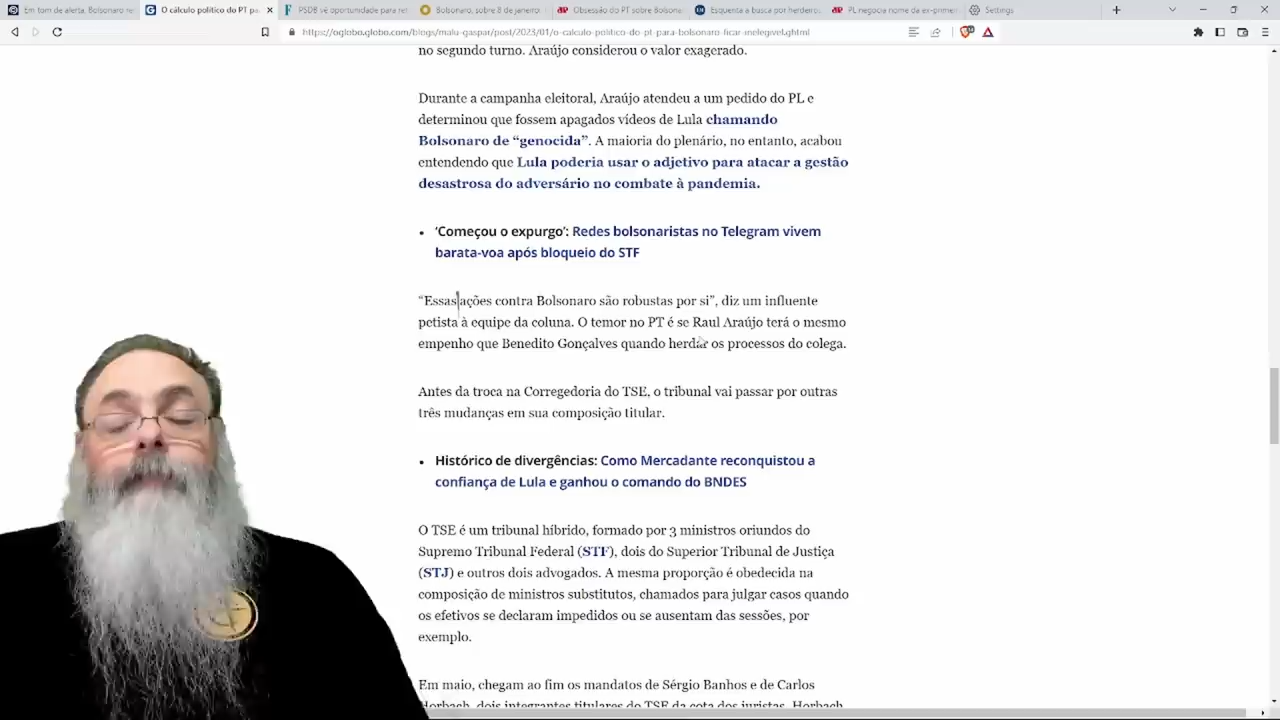 Em tom de alerta, Bolsonaro ne
O cálculo político do PT pa
PSDB vê oportunidade para ret
Bolsonaro, sobre 8 de janeiro
Obsessão do PT sobre Bolsonar
Esquenta a busca por herdeiro
PL negocia nome da ex-primei
Settings
https://oglobo.globo.com/blogs/malu-gaspar/post/2023/01/o-calculo-politico-do-pt-para-bolsonaro-ficar-inelegivel.ghtml
no segundo turno. Araújo considerou o valor exagerado.
Durante a campanha eleitoral, Araújo atendeu a um pedido do PL e
determinou que fossem apagados vídeos de Lula chamando
Bolsonaro de “genocida”. A maioria do plenário, no entanto, acabou
entendendo que Lula poderia usar o adjetivo para atacar a gestão
desastrosa do adversário no combate à pandemia.
• ‘Começou o expurgo’: Redes bolsonaristas no Telegram vivem
barata-voa após bloqueio do STF
“Essas ações contra Bolsonaro são robustas por si”, diz um influente
petista à equipe da coluna. O temor no PT é se Raul Araújo terá o mesmo
empenho que Benedito Gonçalves quando herdar os processos do colega.
Antes da troca na Corregedoria do TSE, o tribunal vai passar por outras
três mudanças em sua composição titular.
• Histórico de divergências: Como Mercadante reconquistou a
confiança de Lula e ganhou o comando do BNDES
O TSE é um tribunal híbrido, formado por 3 ministros oriundos do
Supremo Tribunal Federal (STF), dois do Superior Tribunal de Justiça
(STJ) e outros dois advogados. A mesma proporção é obedecida na
composição de ministros substitutos, chamados para julgar casos quando
os efetivos se declaram impedidos ou se ausentam das sessões, por
exemplo.
Em maio, chegam ao fim os mandatos de Sérgio Banhos e de Carlos
Horbach, dois integrantes titulares do TSE da cota dos juristas. Horbach